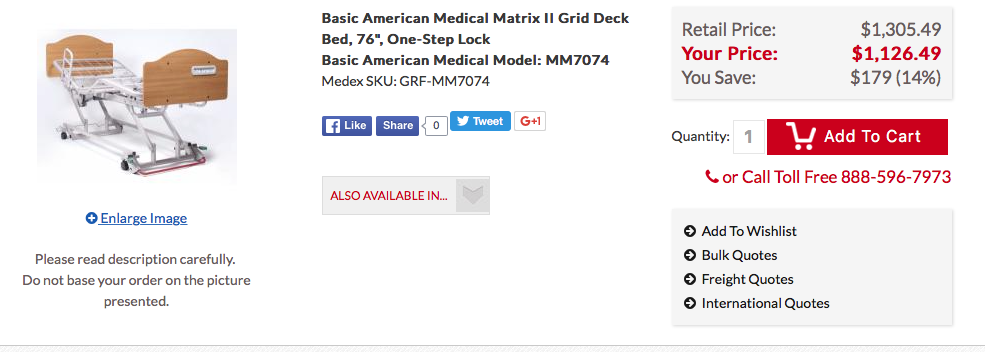 Basic American Medical Matrix II Grid Deck
Bed, 76", One-Step Lock
Basic American Medical Model: MM7074
Medex SKU: GRF-MM7074
Like
Share
0
Tweet
G+1
ALSO AVAILABLE IN...
Enlarge Image
Please read description carefully.
Do not base your order on the picture
presented.
Retail Price: $1,305.49
Your Price: $1,126.49
You Save: $179 (14%)
Quantity: 1 Add To Cart
or Call Toll Free 888-596-7973
Add To Wishlist
Bulk Quotes
Freight Quotes
International Quotes